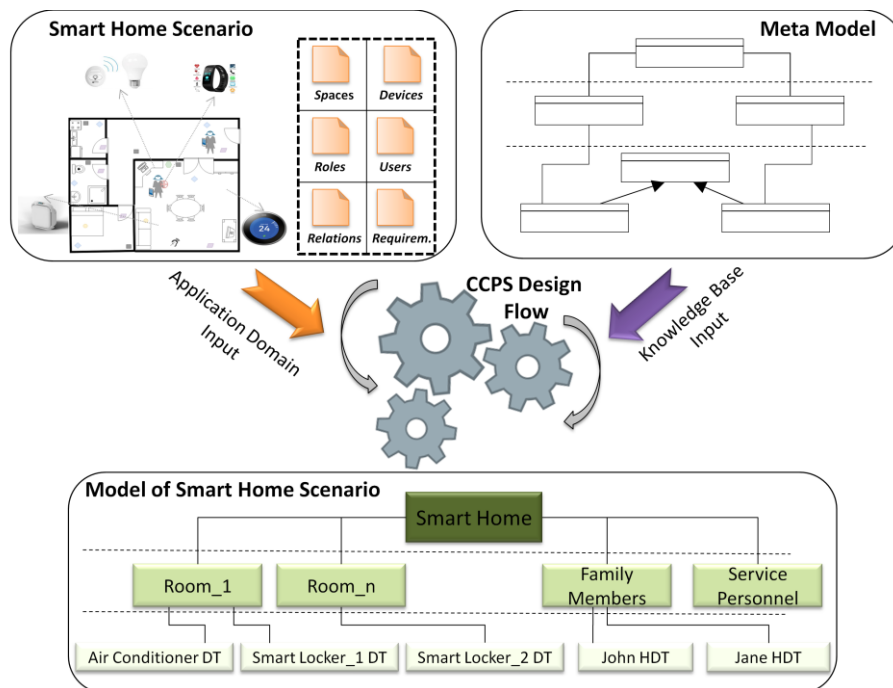 Smart Home Scenario
Spaces
Devices
Roles
Users
Relations
Requirem.
24
Meta Model
Application Domain
Input
CCPS Design
Flow
Knowledge Base
Input
Model of Smart Home Scenario
Smart Home
Room_1
Room_n
Family
Members
Service
Personnel
Air Conditioner DT
Smart Locker_1 DT
Smart Locker_2 DT
John HDT
Jane HDT